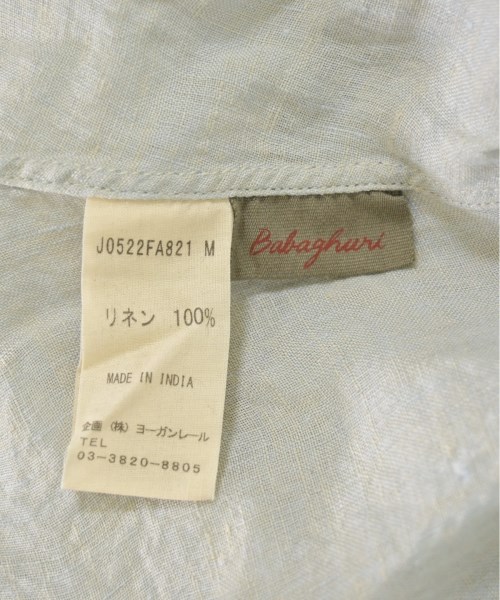 J0522FA821 M
Babaghuri
リネン 100%
MADE IN INDIA
企画 (株) ヨーガンレール
TEL
03-3820-8805